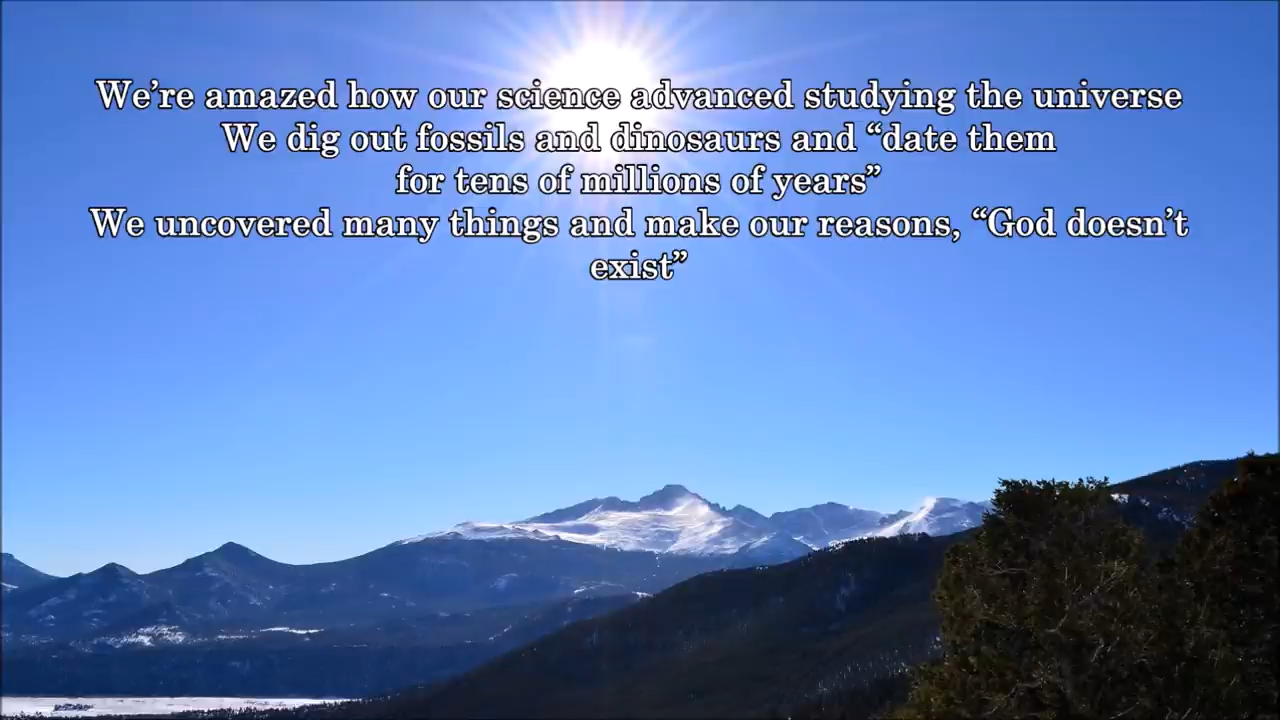 We’re amazed how our science advanced studying the universe
We dig out fossils and dinosaurs and “date them
for tens of millions of years”
We uncovered many things and make our reasons, “God doesn’t
exist”